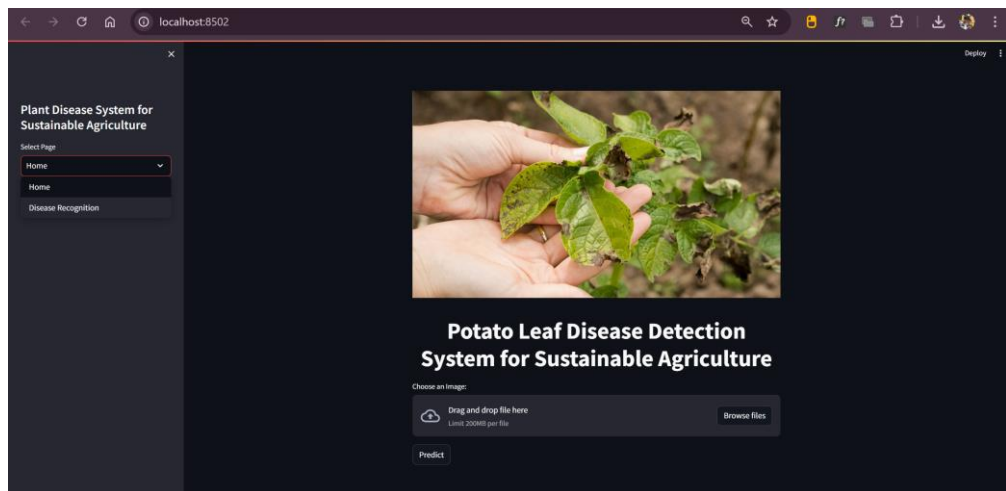 localhost:8502
Deploy
Plant Disease System for
Sustainable Agriculture
Select Page
Home
Home
Disease Recognition
Potato Leaf Disease Detection
System for Sustainable Agriculture
Choose an Image:
Drag and drop file here
Limit 200MB per file
Browse files
Predict